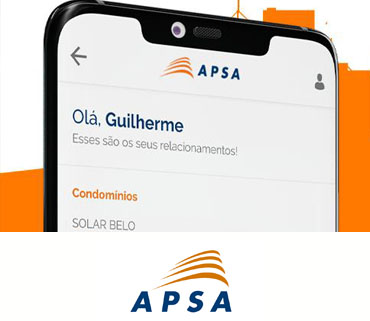 APSA
Olá, Guilherme
Esses são os seus relacionamentos!
Condomínios
SOLAR BELO
APSA